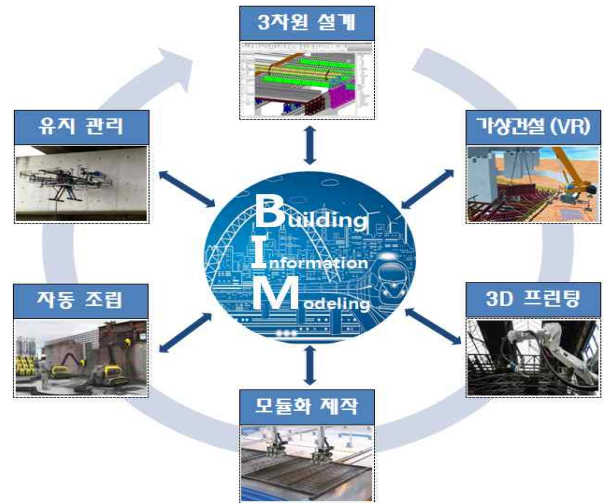 3차원 설계
유지 관리
가상건설 (VR)
Building
Information
Modeling
자동 조립
3D 프린팅
모듈화 제작